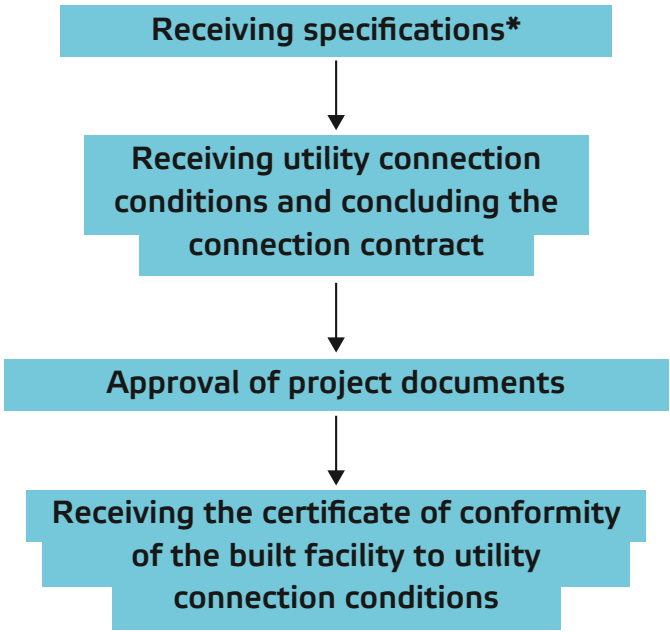 Receiving specifications*
Receiving utility connection
conditions and concluding the
connection contract
Approval of project documents
Receiving the certificate of conformity
of the built facility to utility
connection conditions